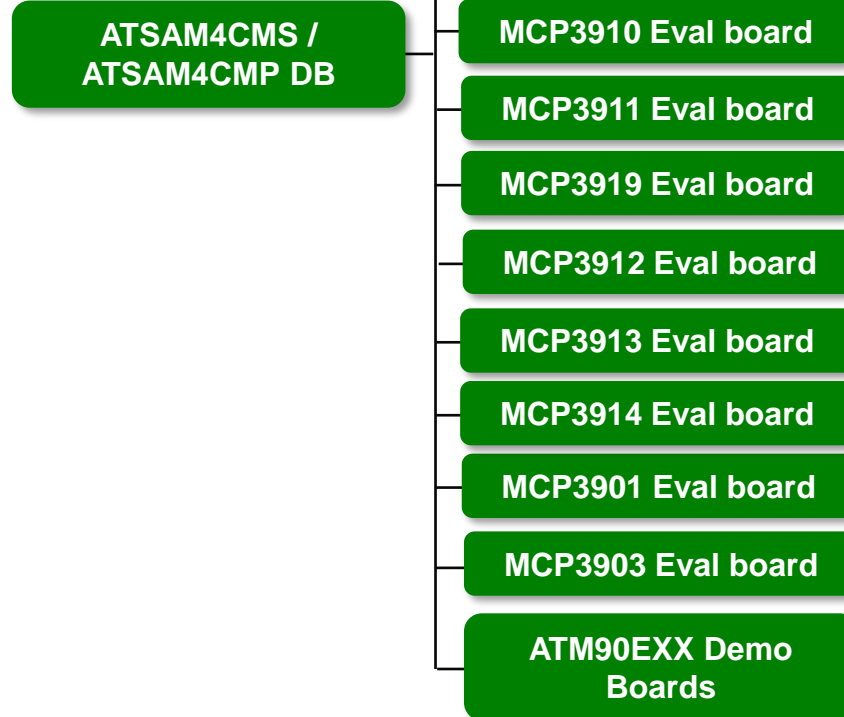 ATSAM4CMS /
ATSAM4CMP DB
MCP3910 Eval board
MCP3911 Eval board
MCP3919 Eval board
MCP3912 Eval board
MCP3913 Eval board
MCP3914 Eval board
MCP3901 Eval board
MCP3903 Eval board
ATM90EXX Demo
Boards